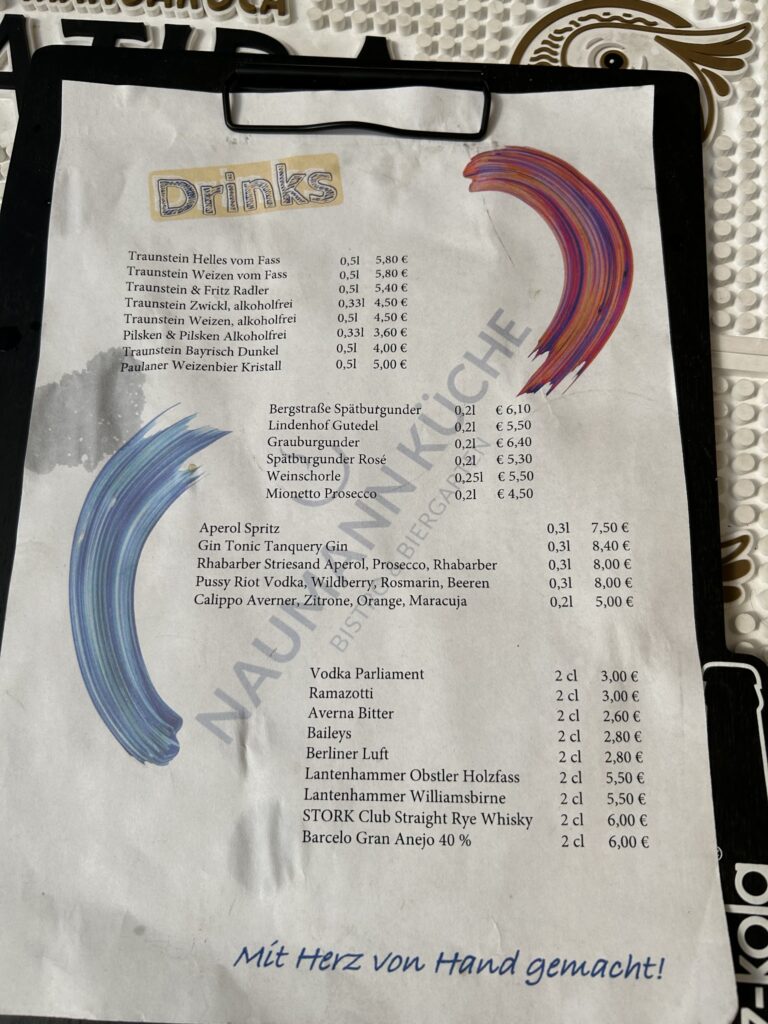 Drinks
Traunstein Helles vom Fass 0,5l 5,80 €
Traunstein Weizen vom Fass 0,5l 5,80 €
Traunstein & Fritz Radler 0,5l 5,40 €
Traunstein Zwickl, alkoholfrei 0,33l 4,50 €
Traunstein Weizen, alkoholfrei 0,5l 4,50 €
Pilsken & Pilsken Alkoholfrei 0,33l 3,60 €
Traunstein Bayrisch Dunkel 0,5l 4,00 €
Paulaner Weizenbier Kristall 0,5l 5,00 €
Bergstraße Spätburgunder 0,2l € 6,10
Lindenhof Gutedel 0,2l € 5,50
Grauburgunder 0,2l € 6,40
Spätburgunder Rosé 0,2l € 5,30
Weinschorle 0,25l € 5,50
Mionetto Prosecco 0,2l € 4,50
Aperol Spritz 0,3l 7,50 €
Gin Tonic Tanquery Gin 0,3l 8,40 €
Rhabarber Striesand Aperol, Prosecco, Rhabarber 0,3l 8,00 €
Pussy Riot Vodka, Wildberry, Rosmarin, Beeren 0,3l 8,00 €
Calippo Averner, Zitrone, Orange, Maracuja 0,2l 5,00 €
NAUMANN KÜCHE
BISTRO & BIERGARTEN
Vodka Parliament 2 cl 3,00 €
Ramazotti 2 cl 3,00 €
Averna Bitter 2 cl 2,60 €
Baileys 2 cl 2,80 €
Berliner Luft 2 cl 2,80 €
Lantenhammer Obstler Holzfass 2 cl 5,50 €
Lantenhammer Williamsbirne 2 cl 5,50 €
STORK Club Straight Rye Whisky 2 cl 6,00 €
Barcelo Gran Anejo 40 % 2 cl 6,00 €
Mit Herz von Hand gemacht!
-kola